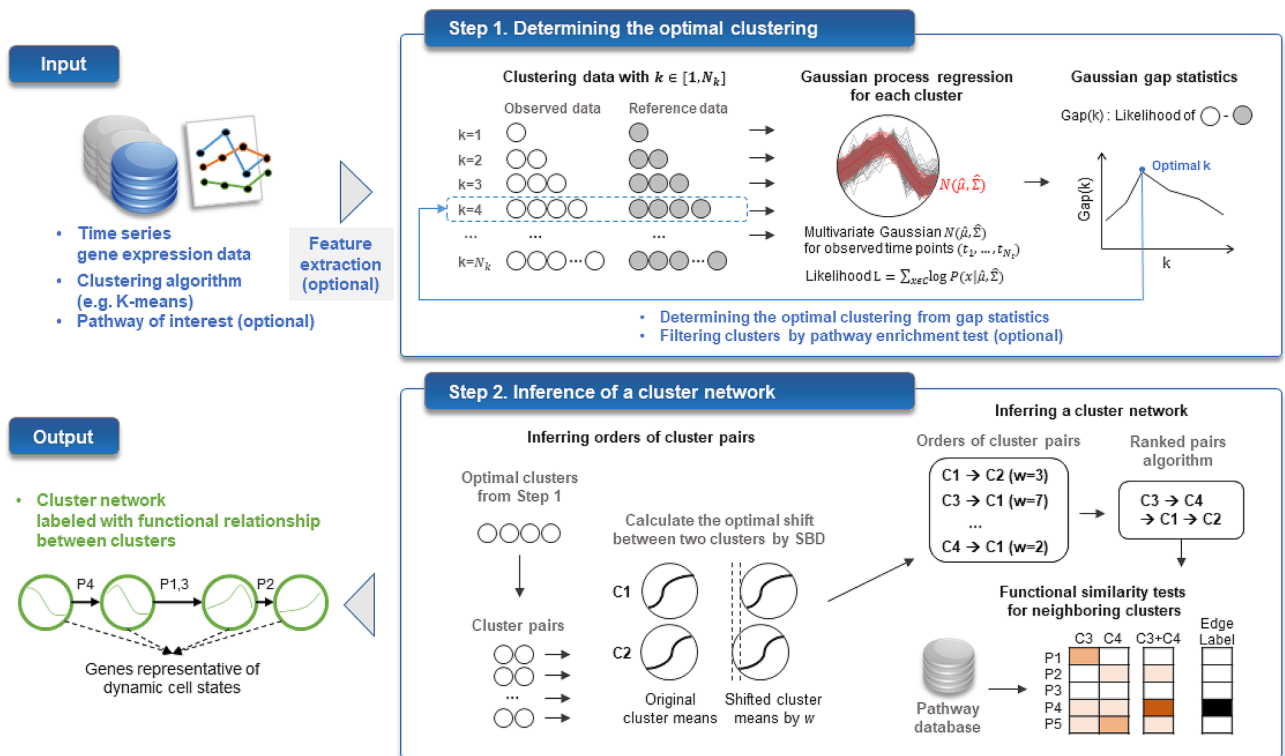 Input
• Time series
gene expression data
• Clustering algorithm
(e.g. K-means)
• Pathway of interest (optional)
Feature
extraction
(optional)
Step 1. Determining the optimal clustering
Clustering data with k ∈ [1, N_k]
Observed data Reference data
k=1
k=2
k=3
k=4
... ... ...
k=N_k ... ...
Gaussian process regression
for each cluster
N(μ̂, Σ̂)
Multivariate Gaussian N(μ̂, Σ̂)
for observed time points (t_1, ..., t_{N_t})
Likelihood L = ∑_{x∈C} log P(x|μ̂, Σ̂)
Gaussian gap statistics
Gap(k) : Likelihood of ○ - ●
Optimal k
Gap(k)
k
• Determining the optimal clustering from gap statistics
• Filtering clusters by pathway enrichment test (optional)
Step 2. Inference of a cluster network
Inferring orders of cluster pairs
Optimal clusters
from Step 1
Cluster pairs
...
Calculate the optimal shift
between two clusters by SBD
C1
C2
Original
cluster means
Shifted cluster
means by w
Inferring a cluster network
Orders of cluster pairs
C1 → C2 (w=3)
C3 → C1 (w=7)
...
C4 → C1 (w=2)
Ranked pairs
algorithm
C3 → C4
→ C1 → C2
Functional similarity tests
for neighboring clusters
Pathway
database
C3 C4 C3+C4
Edge
Label
P1
P2
P3
P4
P5
Output
• Cluster network
labeled with functional relationship
between clusters
P4 P1,3 P2
Genes representative of
dynamic cell states